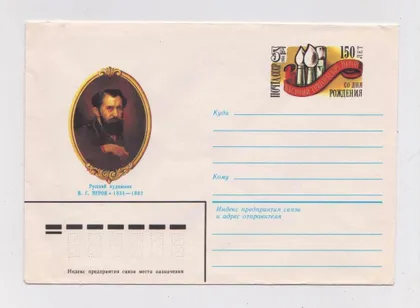 ПОЧТА СССР
150 ЛЕТ
СО ДНЯ
РОЖДЕНИЯ
Куда
Кому
Русский художник
В. Г. ПЕРОВ • 1834—1882
Индекс предприятия связи
и адрес отправителя
Индекс предприятия связи места назначения